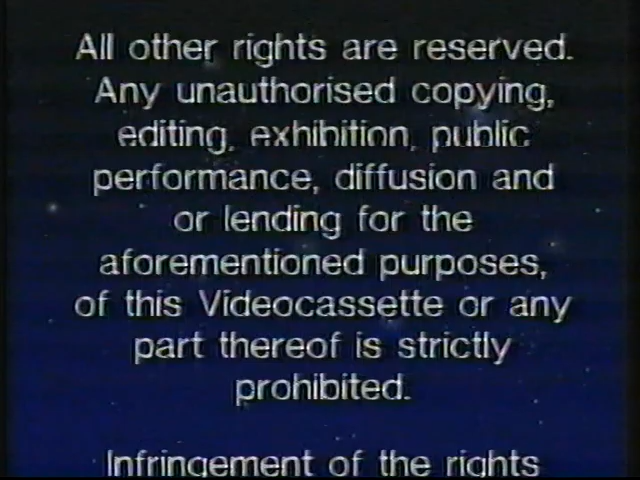 All other rights are reserved.
Any unauthorised copying,
editing, exhibition, public
performance, diffusion and
or lending for the
aforementioned purposes,
of this Videocassette or any
part thereof is strictly
prohibited.
Infringement of the rights